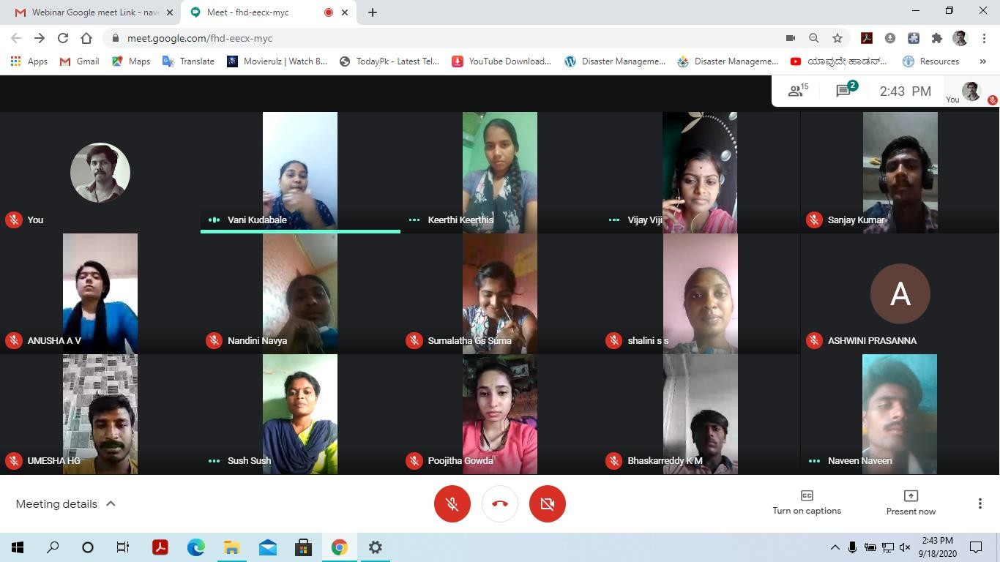 Webinar Google meet Link - nave
Meet - fhd-eecx-myc
meet.google.com/fhd-eecx-myc
Apps
Gmail
Maps
Translate
Movierulz | Watch B...
TodayPk - Latest Tel...
YouTube Download...
Disaster Manageme...
Disaster Manageme...
ಯಾವುದೇ ಹಾಡನ್...
Resources
»
15
2
2:43 PM
You
You
Vani Kudabale
Keerthi Keerthis
Vijay Viji
Sanjay Kumar
ANUSHA A V
Nandini Navya
Sumalatha Gs Suma
shalini s s
A
ASHWINI PRASANNA
UMESHA HG
Sush Sush
Poojitha Gowda
Bhaskarreddy K M
Naveen Naveen
Meeting details
CC
Turn on captions
Present now
2:43 PM
9/18/2020